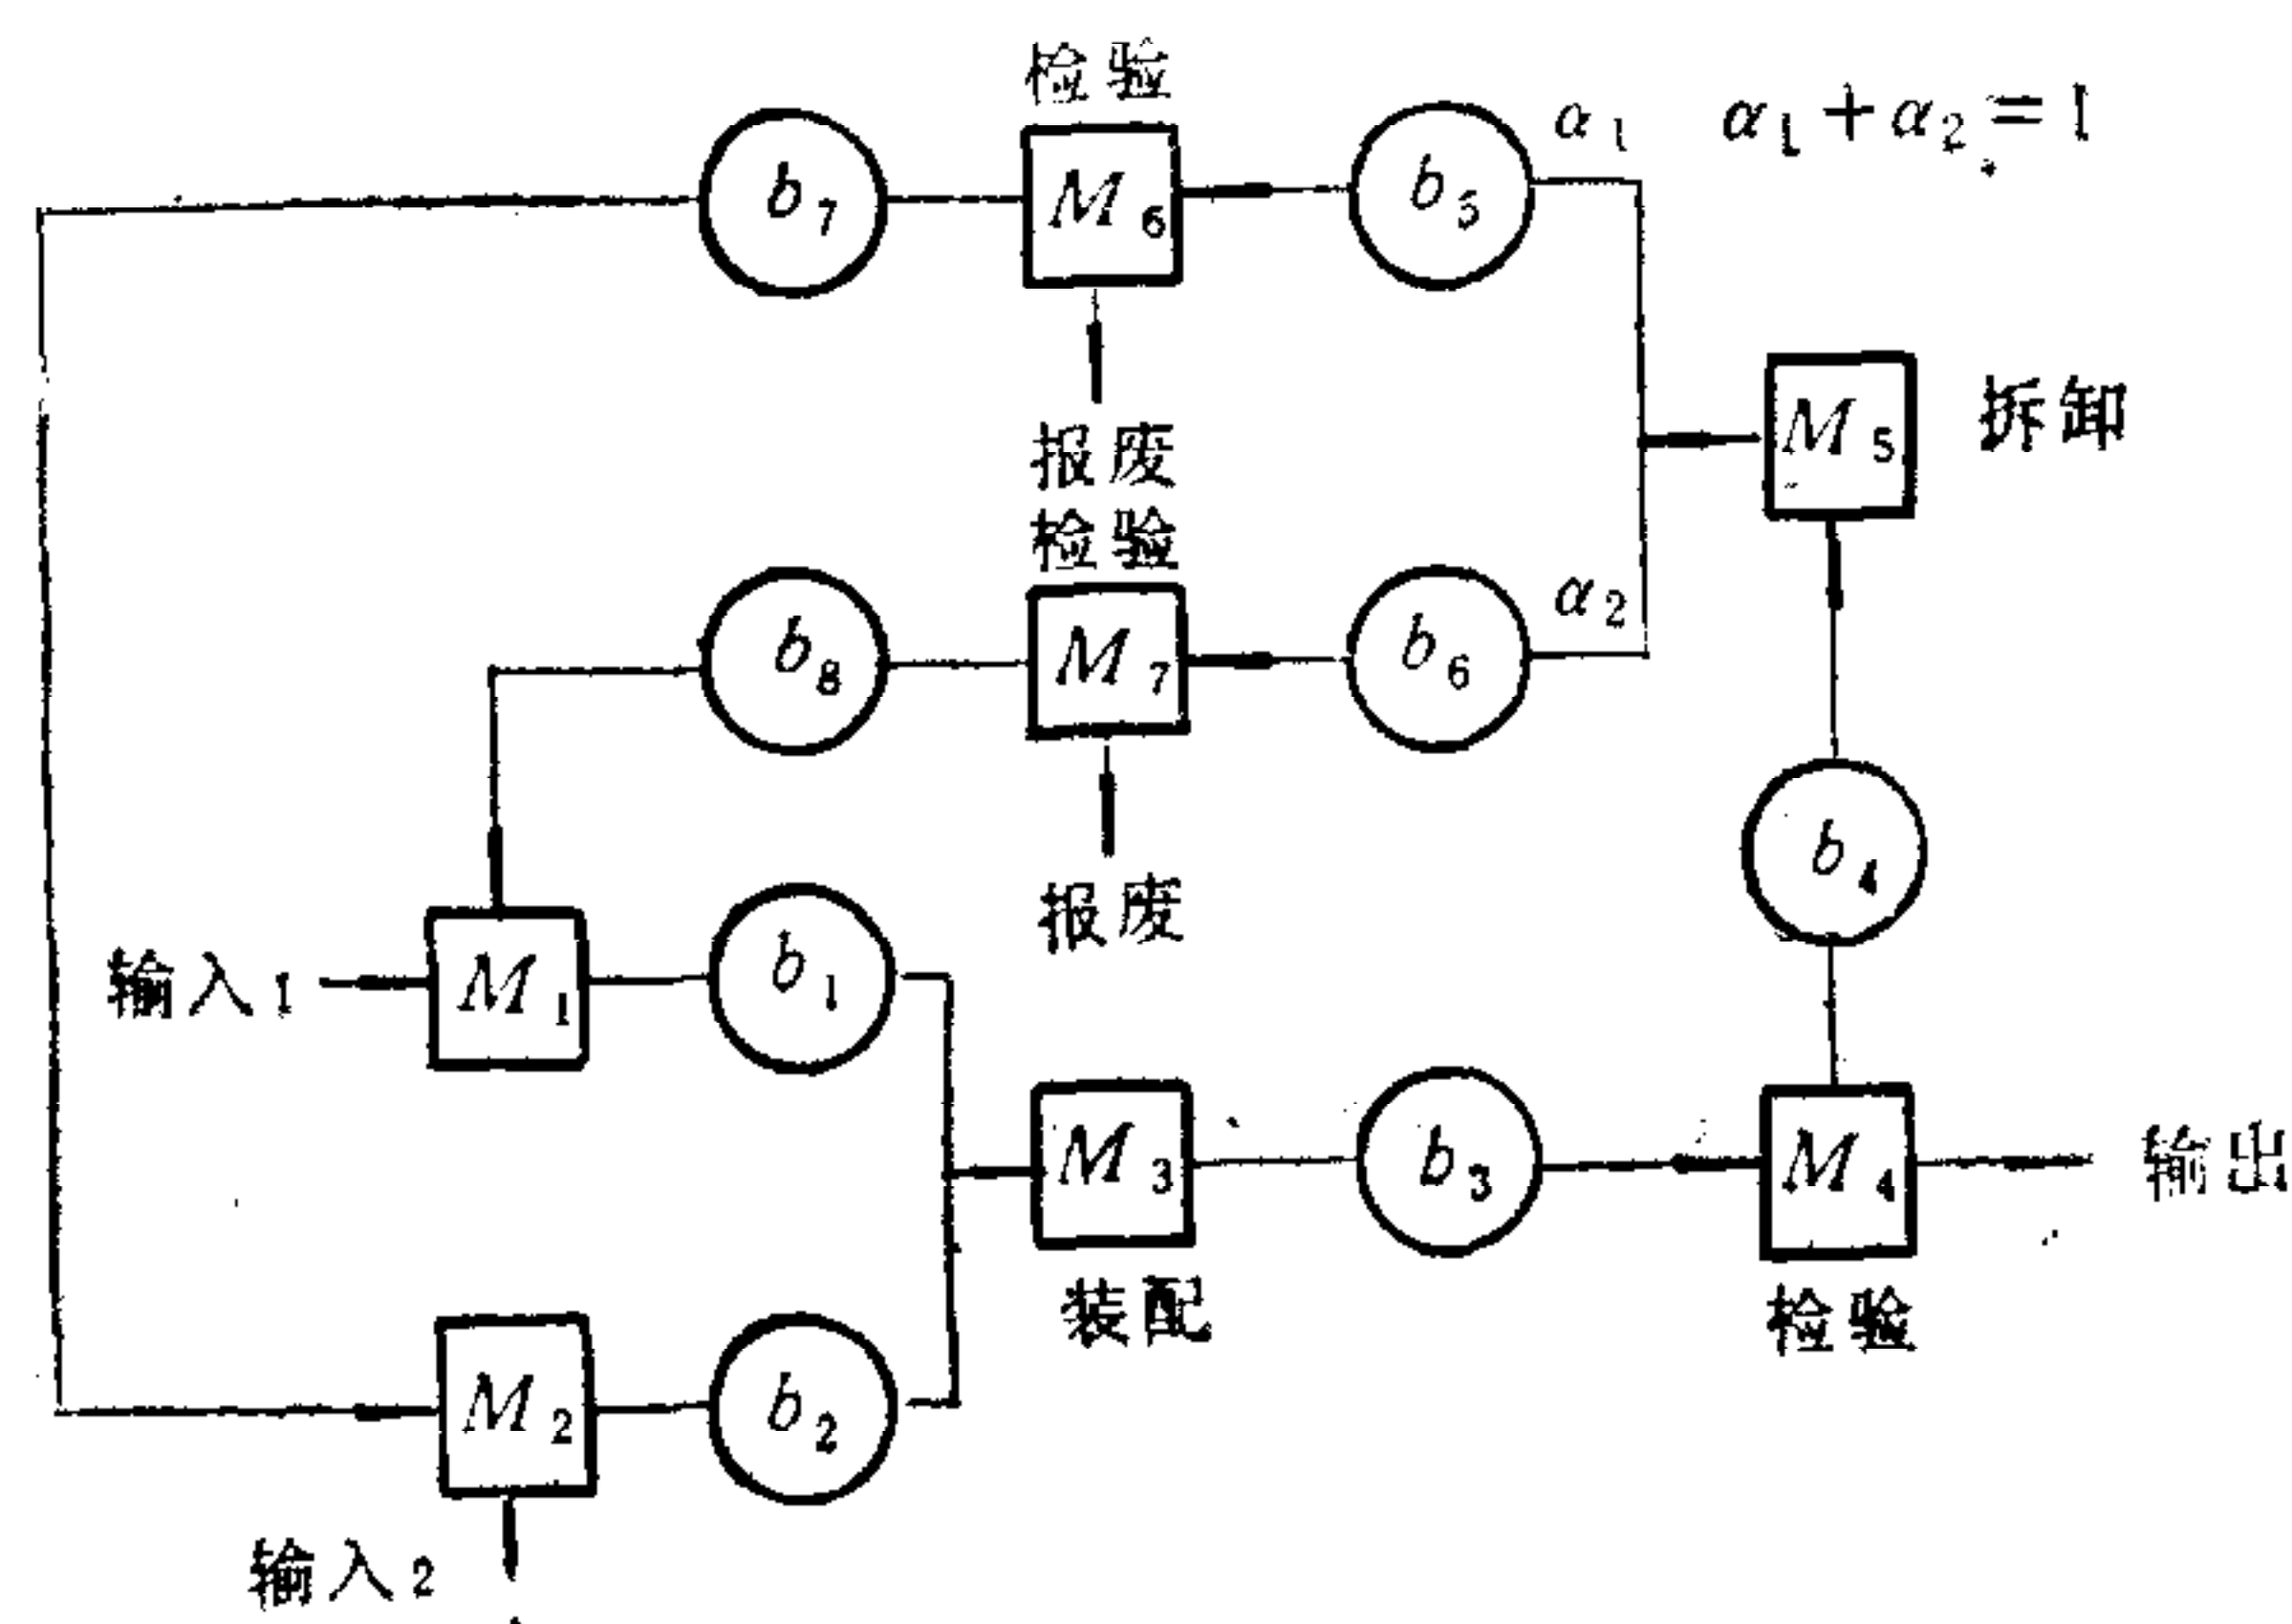 检验
α1 α1+α2=1
b7 M6 b5
M5 拆卸
报废
检验
α2
b8 M7 b6
b4
报废
输入1 M1 b1
M3 b3 M4 输出
装配 检验
M2 b2
输入2